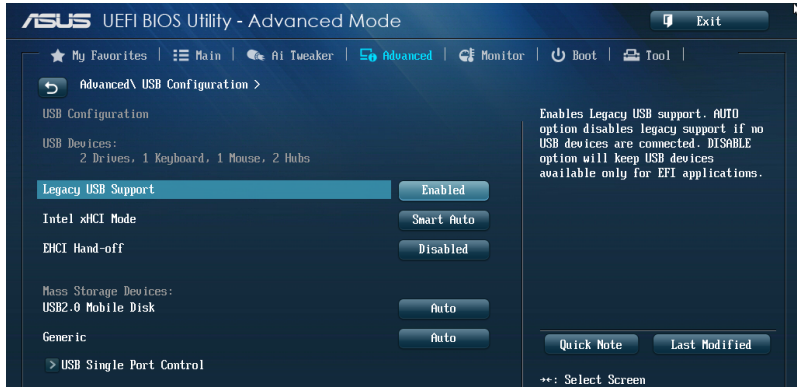 ASUS UEFI BIOS Utility - Advanced Mode
Exit
My Favorites | Main | Ai Tweaker | Advanced | Monitor | Boot | Tool |
Advanced\ USB Configuration >
USB Configuration
USB Devices:
2 Drives, 1 Keyboard, 1 Mouse, 2 Hubs
Legacy USB Support Enabled
Intel xHCI Mode Smart Auto
EHCI Hand-off Disabled
Mass Storage Devices:
USB2.0 Mobile Disk Auto
Generic Auto
> USB Single Port Control
Enables Legacy USB support. AUTO
option disables legacy support if no
USB devices are connected. DISABLE
option will keep USB devices
available only for EFI applications.
Quick Note Last Modified
→←: Select Screen